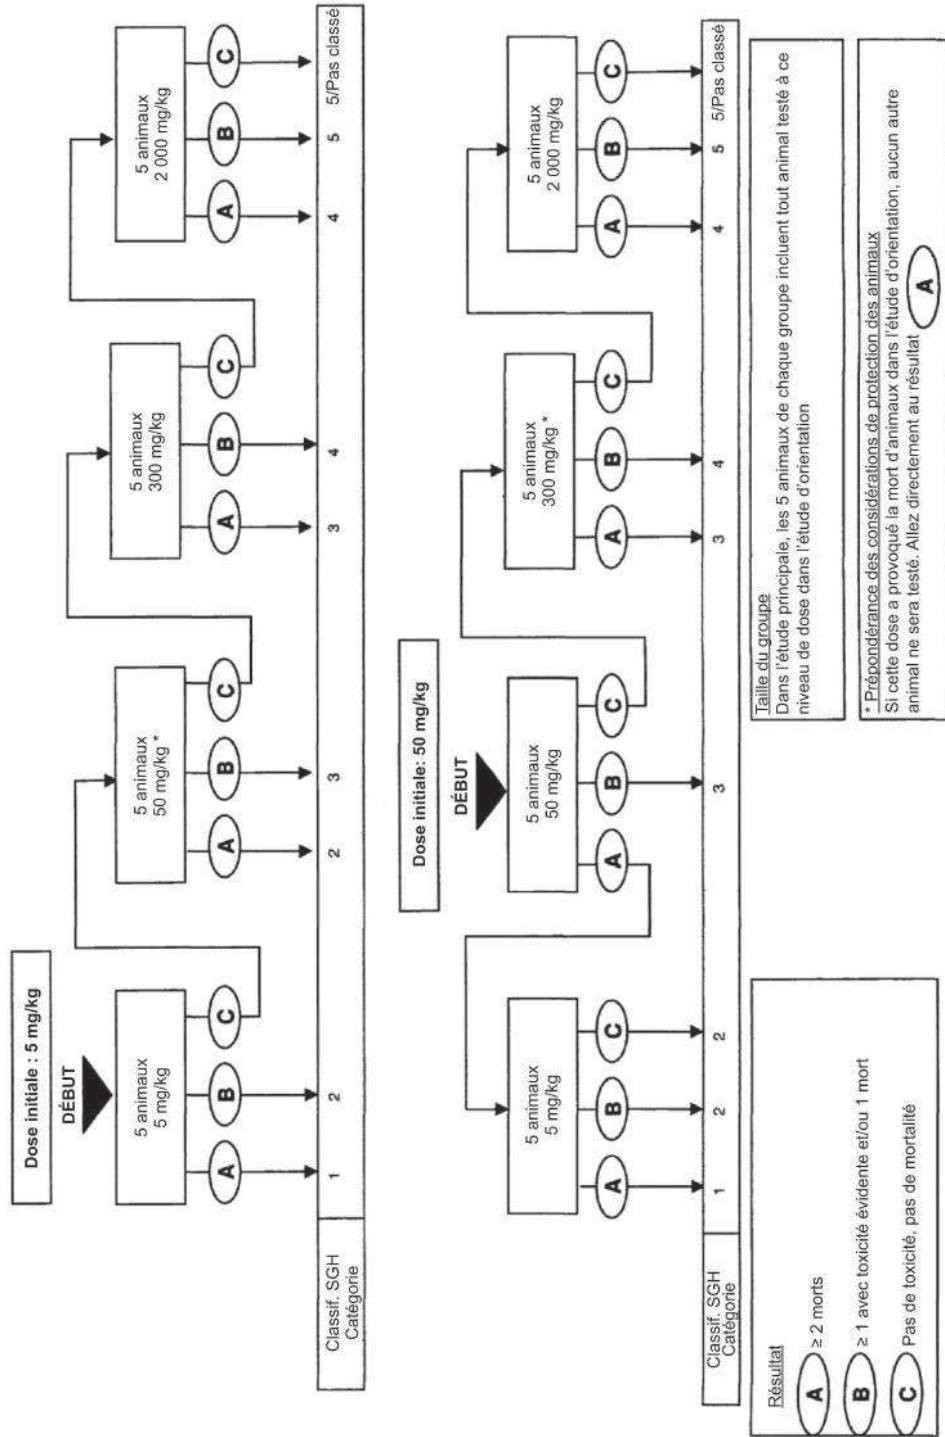 Dose initiale : 5 mg/kg
DÉBUT
5 animaux
5 mg/kg
5 animaux
50 mg/kg *
5 animaux
300 mg/kg
5 animaux
2 000 mg/kg
A B C A B C A B C A B C
Classif. SGH
Catégorie
1 2 2 3 3 4 4 5 5/Pas classé
Dose initiale: 50 mg/kg
DÉBUT
5 animaux
5 mg/kg
5 animaux
50 mg/kg
5 animaux
300 mg/kg *
5 animaux
2 000 mg/kg
A B C A B C A B C A B C
Classif. SGH
Catégorie
1 2 2 3 3 4 4 5 5/Pas classé
Résultat
A ≥ 2 morts
B ≥ 1 avec toxicité évidente et/ou 1 mort
C Pas de toxicité, pas de mortalité
Taille du groupe
Dans l'étude principale, les 5 animaux de chaque groupe incluent tout animal testé à ce
niveau de dose dans l'étude d'orientation
* Prépondérance des considérations de protection des animaux
Si cette dose a provoqué la mort d'animaux dans l'étude d'orientation, aucun autre
animal ne sera testé. Allez directement au résultat A